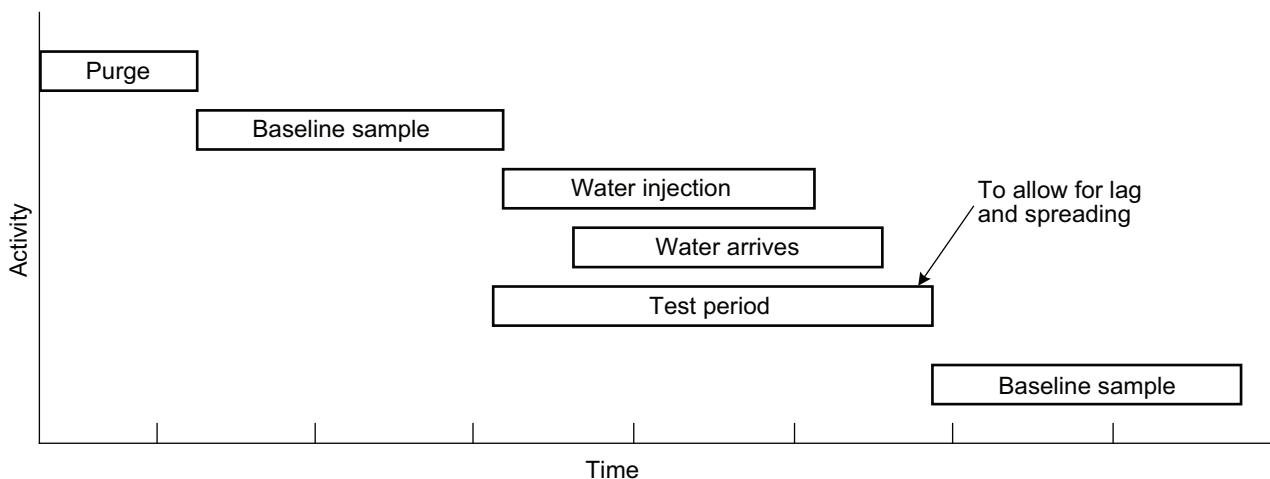 Purge
Baseline sample
Water injection
To allow for lag
and spreading
Water arrives
Activity
Test period
Baseline sample
Time